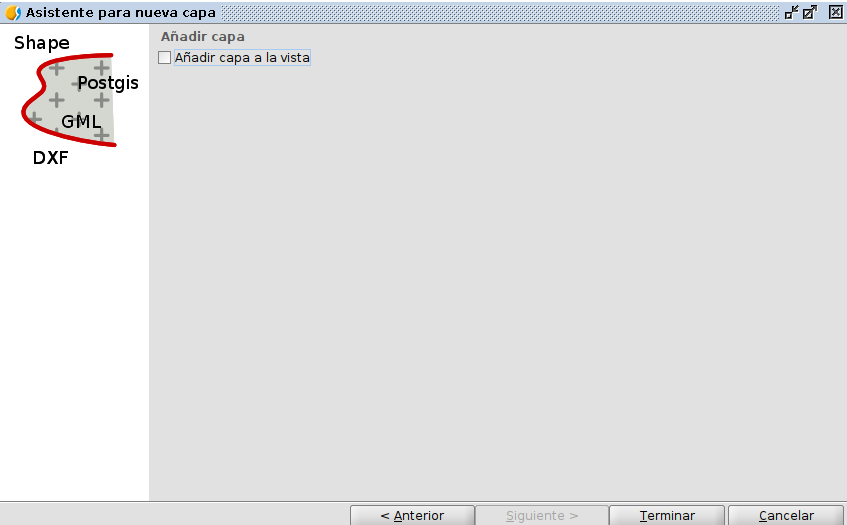 Asistente para nueva capa
Shape
Postgis
GML
DXF
Añadir capa
Añadir capa a la vista
< Anterior
Siguiente >
Terminar
Cancelar